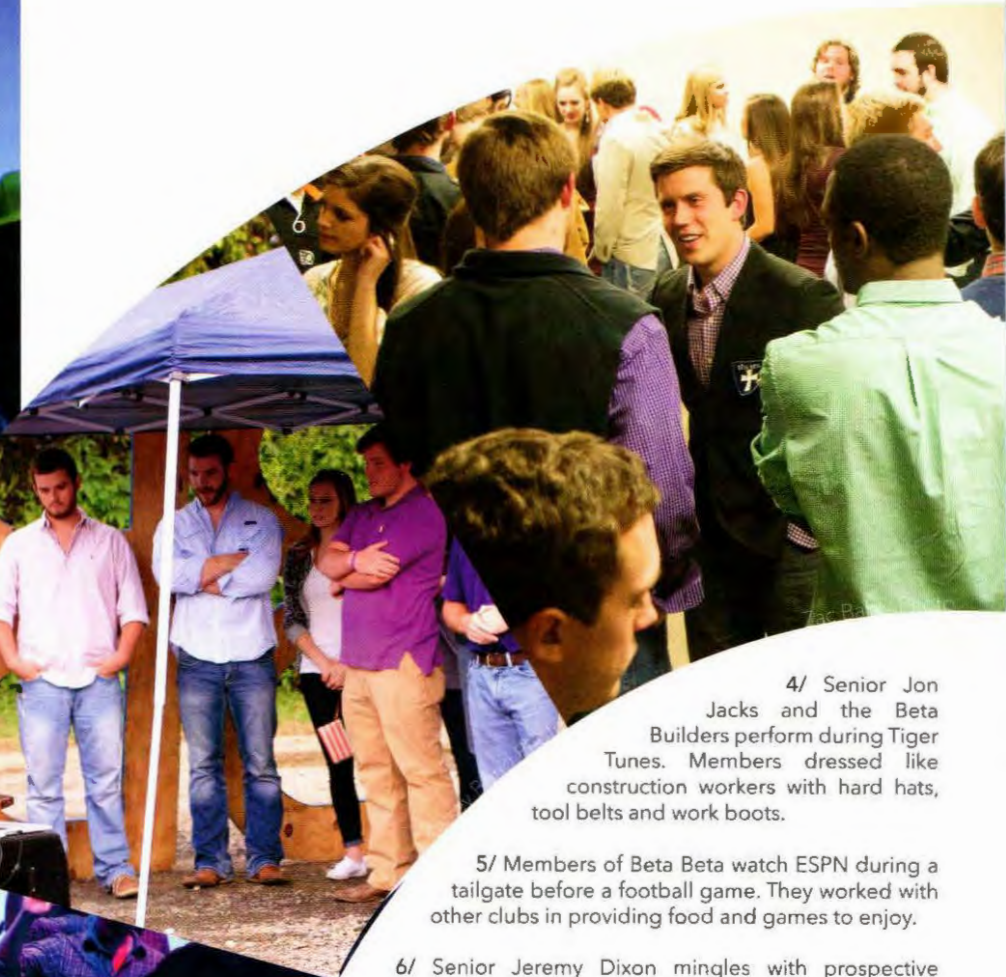 4/ Senior Jon
Jacks and the Beta
Builders perform during Tiger
Tunes. Members dressed like
construction workers with hard hats,
tool belts and work boots.
5/ Members of Beta Beta watch ESPN during a
tailgate before a football game. They worked with
other clubs in providing food and games to enjoy.
6/ Senior Jeremy Dixon mingles with prospective